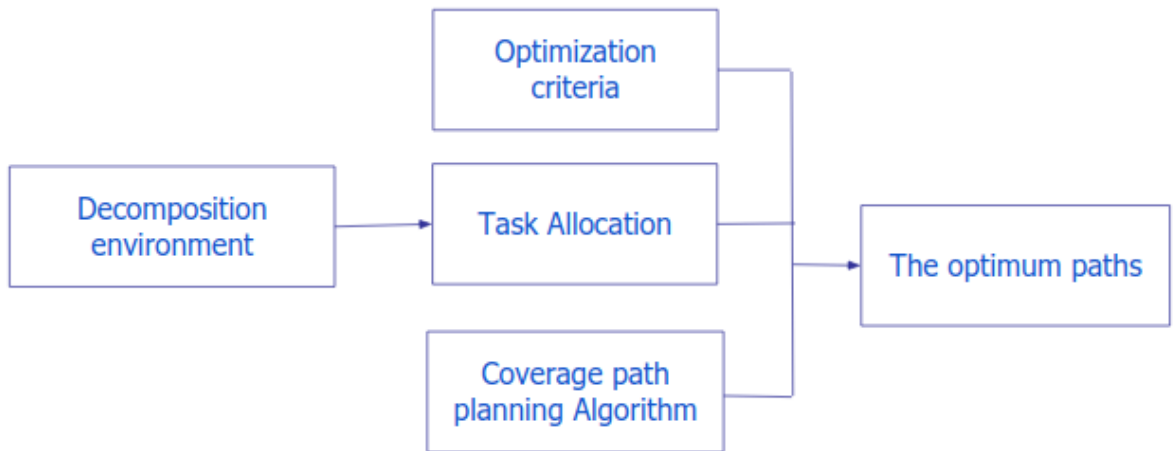 Optimization
criteria
Decomposition
environment
Task Allocation
The optimum paths
Coverage path
planning Algorithm